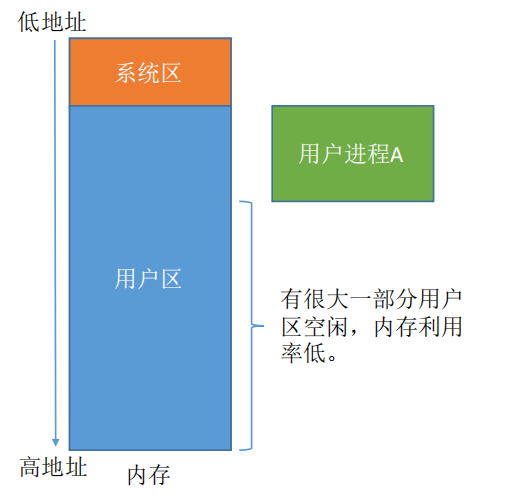 低地址
系统区
用户进程A
用户区
有很大一部分用户
区空闲，内存利用
率低。
高地址
内存